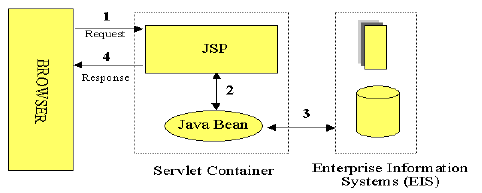 1
Request
4
Response
BROWSER
JSP
2
Java Bean
3
Servlet Container
Enterprise Information
Systems (EIS)